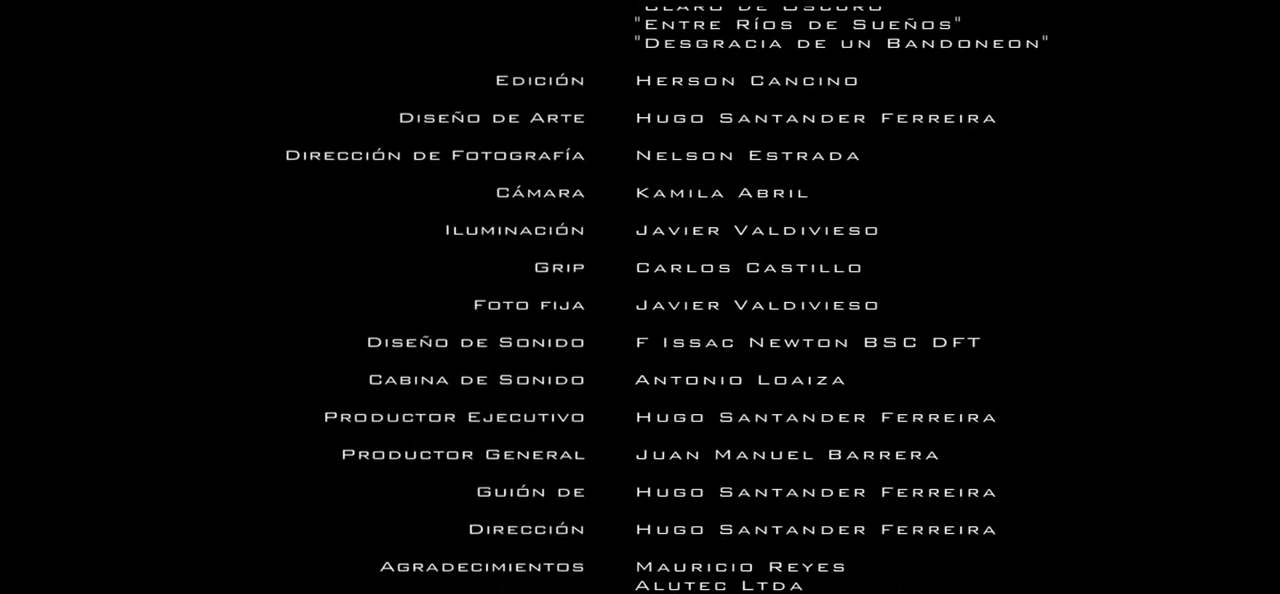 "Entre Ríos de Sueños"
"Desgracia de un Bandoneon"
Edición Herson Cancino
Diseño de Arte Hugo Santander Ferreira
Dirección de Fotografía Nelson Estrada
Cámara Kamila Abril
Iluminación Javier Valdivieso
Grip Carlos Castillo
Foto fija Javier Valdivieso
Diseño de Sonido F Issac Newton BSC DFT
Cabina de Sonido Antonio Loaiza
Productor Ejecutivo Hugo Santander Ferreira
Productor General Juan Manuel Barrera
Guión de Hugo Santander Ferreira
Dirección Hugo Santander Ferreira
Agradecimientos Mauricio Reyes
Alutec Ltda